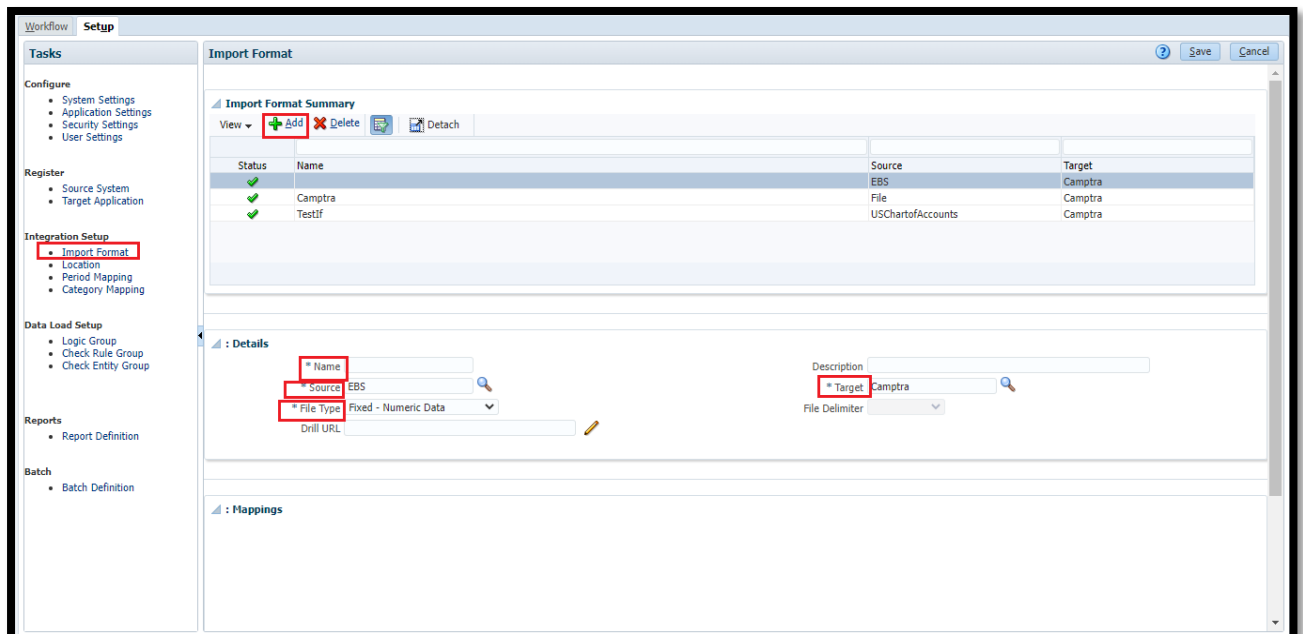 Workflow Setup
Tasks
Configure
System Settings
Application Settings
Security Settings
User Settings
Register
Source System
Target Application
Integration Setup
Import Format
Location
Period Mapping
Category Mapping
Data Load Setup
Logic Group
Check Rule Group
Check Entity Group
Reports
Report Definition
Batch
Batch Definition
Import Format ? Save Cancel
Import Format Summary
View Add Delete Detach
Status Name Source Target
EBS Camptra
Camptra File Camptra
TestIf USChartofAccounts Camptra
: Details
* Name Description
* Source EBS * Target Camptra
* File Type Fixed - Numeric Data File Delimiter
Drill URL
: Mappings